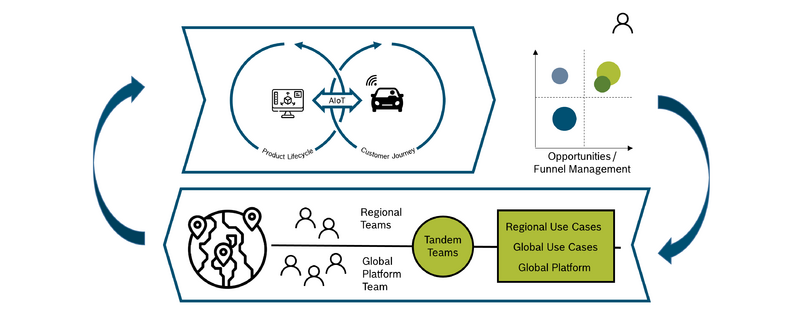 AIoT
Product Lifecycle
Customer Journey
Opportunities /
Funnel Management
Regional
Teams
Global
Platform
Team
Tandem
Teams
Regional Use Cases
Global Use Cases
Global Platform